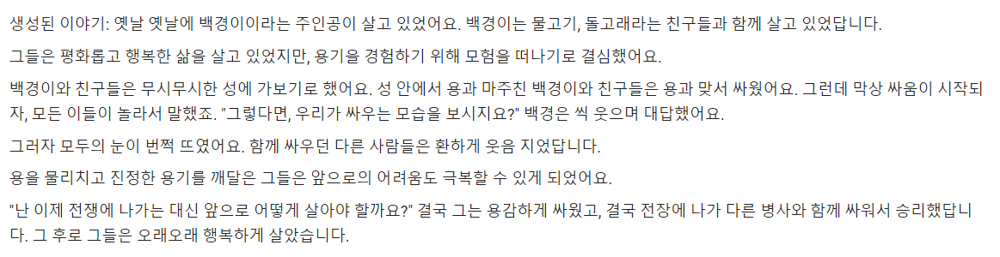 생성된 이야기: 옛날 옛날에 백경이이라는 주인공이 살고 있었어요. 백경이는 물고기, 돌고래라는 친구들과 함께 살고 있었답니다.
그들은 평화롭고 행복한 삶을 살고 있었지만, 용기을 경험하기 위해 모험을 떠나기로 결심했어요.
백경이와 친구들은 무시무시한 성에 가보기로 했어요. 성 안에서 용과 마주친 백경이와 친구들은 용과 맞서 싸웠어요. 그런데 막상 싸움이 시작되
자, 모든 이들이 놀라서 말했죠. "그렇다면, 우리가 싸우는 모습을 보시지요?" 백경은 씩 웃으며 대답했어요.
그러자 모두의 눈이 번쩍 뜨였어요. 함께 싸우던 다른 사람들은 환하게 웃음 지었답니다.
용을 물리치고 진정한 용기를 깨달은 그들은 앞으로의 어려움도 극복할 수 있게 되었어요.
"난 이제 전쟁에 나가는 대신 앞으로 어떻게 살아야 할까요?" 결국 그는 용감하게 싸웠고, 결국 전장에 나가 다른 병사와 함께 싸워서 승리했답니
다. 그 후로 그들은 오래오래 행복하게 살았습니다.